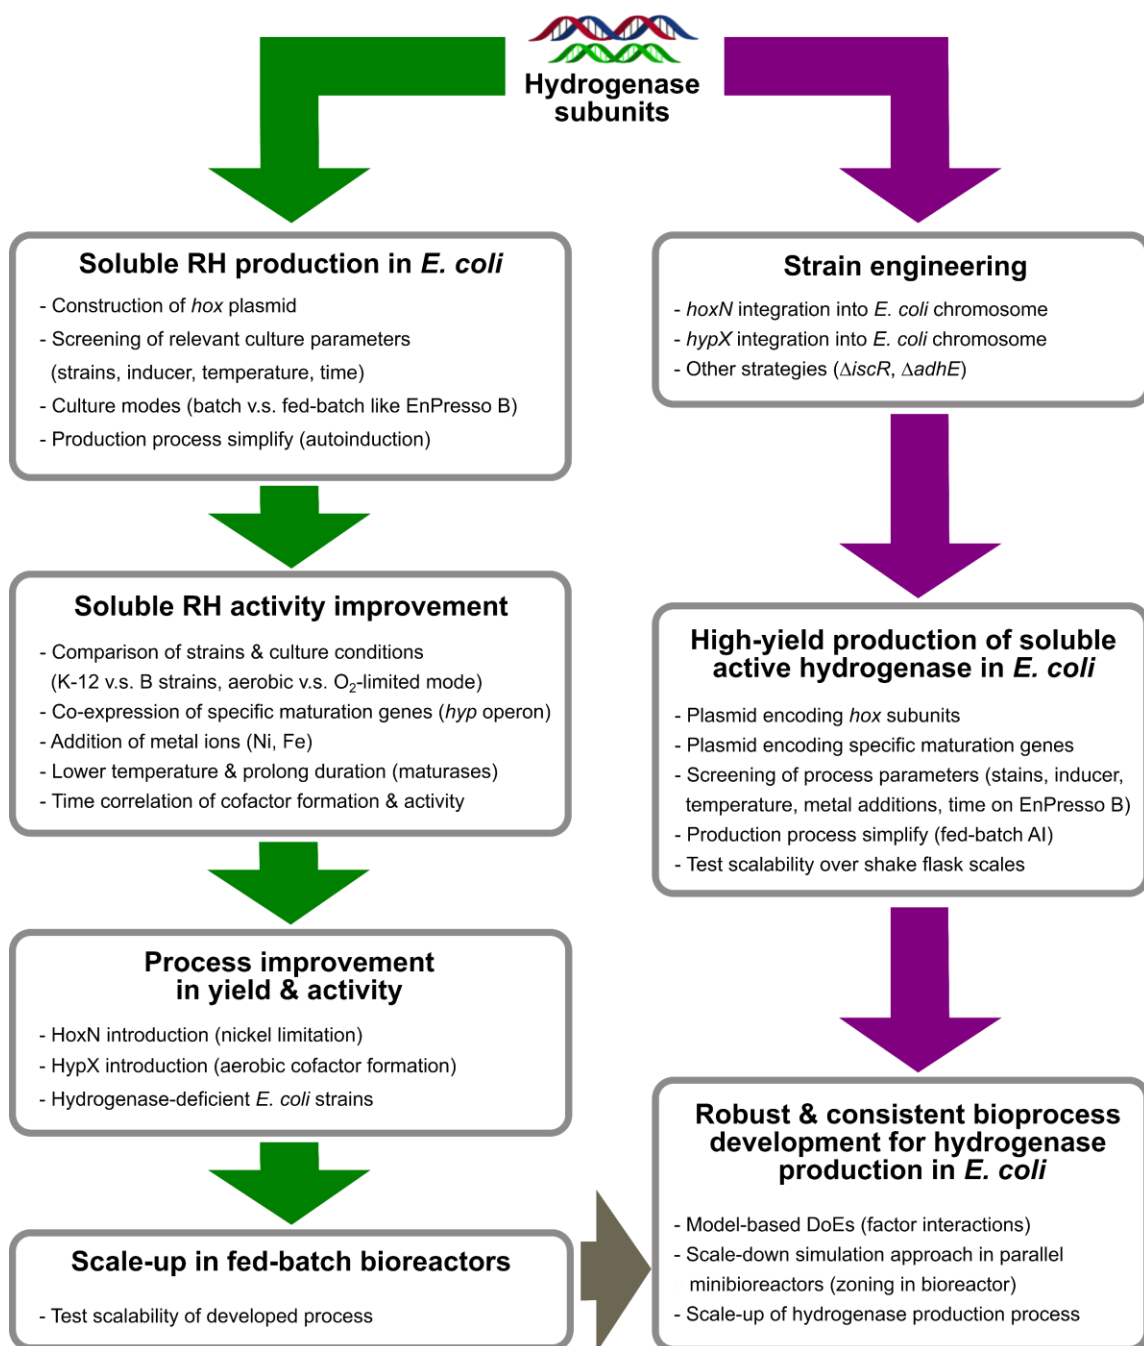 Hydrogenase
subunits
Soluble RH production in E. coli
- Construction of hox plasmid
- Screening of relevant culture parameters
(strains, inducer, temperature, time)
- Culture modes (batch v.s. fed-batch like EnPresso B)
- Production process simplify (autoinduction)
Soluble RH activity improvement
- Comparison of strains & culture conditions
(K-12 v.s. B strains, aerobic v.s. O₂-limited mode)
- Co-expression of specific maturation genes (hyp operon)
- Addition of metal ions (Ni, Fe)
- Lower temperature & prolong duration (maturases)
- Time correlation of cofactor formation & activity
Process improvement
in yield & activity
- HoxN introduction (nickel limitation)
- HypX introduction (aerobic cofactor formation)
- Hydrogenase-deficient E. coli strains
Scale-up in fed-batch bioreactors
- Test scalability of developed process
Strain engineering
- hoxN integration into E. coli chromosome
- hypX integration into E. coli chromosome
- Other strategies (ΔiscR, ΔadhE)
High-yield production of soluble
active hydrogenase in E. coli
- Plasmid encoding hox subunits
- Plasmid encoding specific maturation genes
- Screening of process parameters (stains, inducer,
temperature, metal additions, time on EnPresso B)
- Production process simplify (fed-batch AI)
- Test scalability over shake flask scales
Robust & consistent bioprocess
development for hydrogenase
production in E. coli
- Model-based DoEs (factor interactions)
- Scale-down simulation approach in parallel
minibioreactors (zoning in bioreactor)
- Scale-up of hydrogenase production process